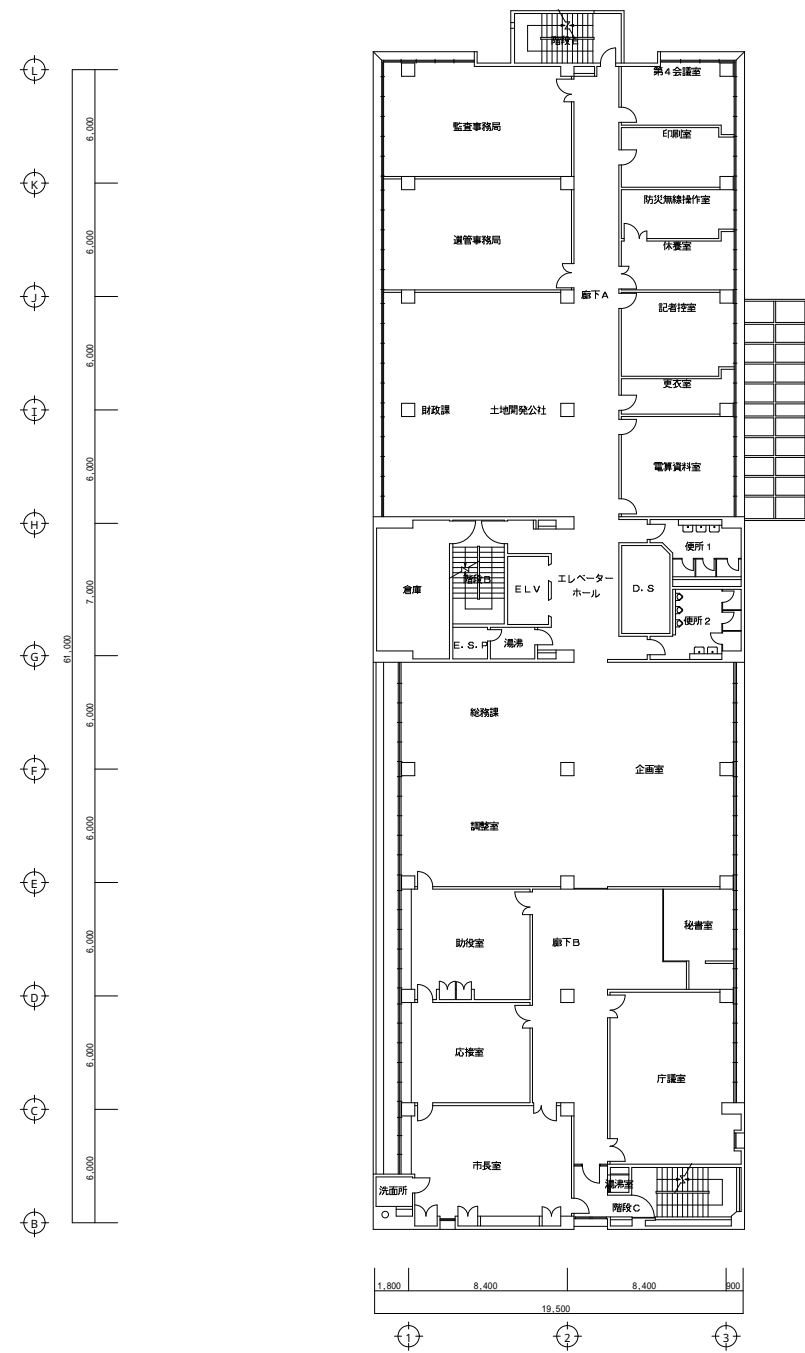 階段E
L
第4会議室
6,000
監査事務局
印刷室
K
防災無線操作室
6,000
選管事務局
休養室
J
廊下A
記者控室
6,000
更衣室
I
財政課
土地開発公社
6,000
電算資料室
H
便所1
7,000
倉庫
階段B
ELV
エレベーター
ホール
D.S
便所2
G
61,000
E.S.P
湯沸
6,000
総務課
F
企画室
6,000
調整室
E
6,000
助役室
廊下B
秘書室
D
6,000
応接室
庁議室
C
6,000
市長室
洗面所
湯沸室
階段C
B
1,800
8,400
8,400
900
19,500
1
2
3